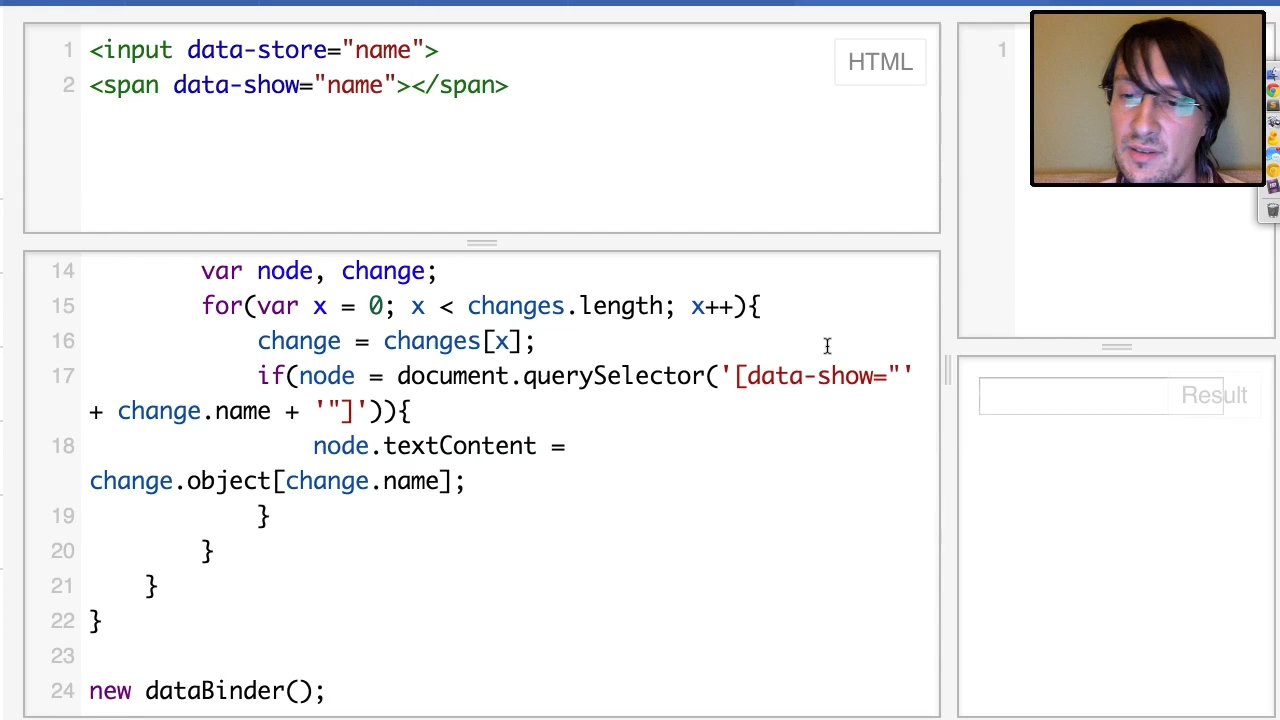 1 <input data-store="name">
2 <span data-show="name"></span>
HTML
1
14 var node, change;
15 for(var x = 0; x < changes.length; x++){
16 change = changes[x];
17 if(node = document.querySelector('[data-show="'
+ change.name + '"]')){
18 node.textContent =
change.object[change.name];
19 }
20 }
21 }
22 }
23
24 new dataBinder();
Result